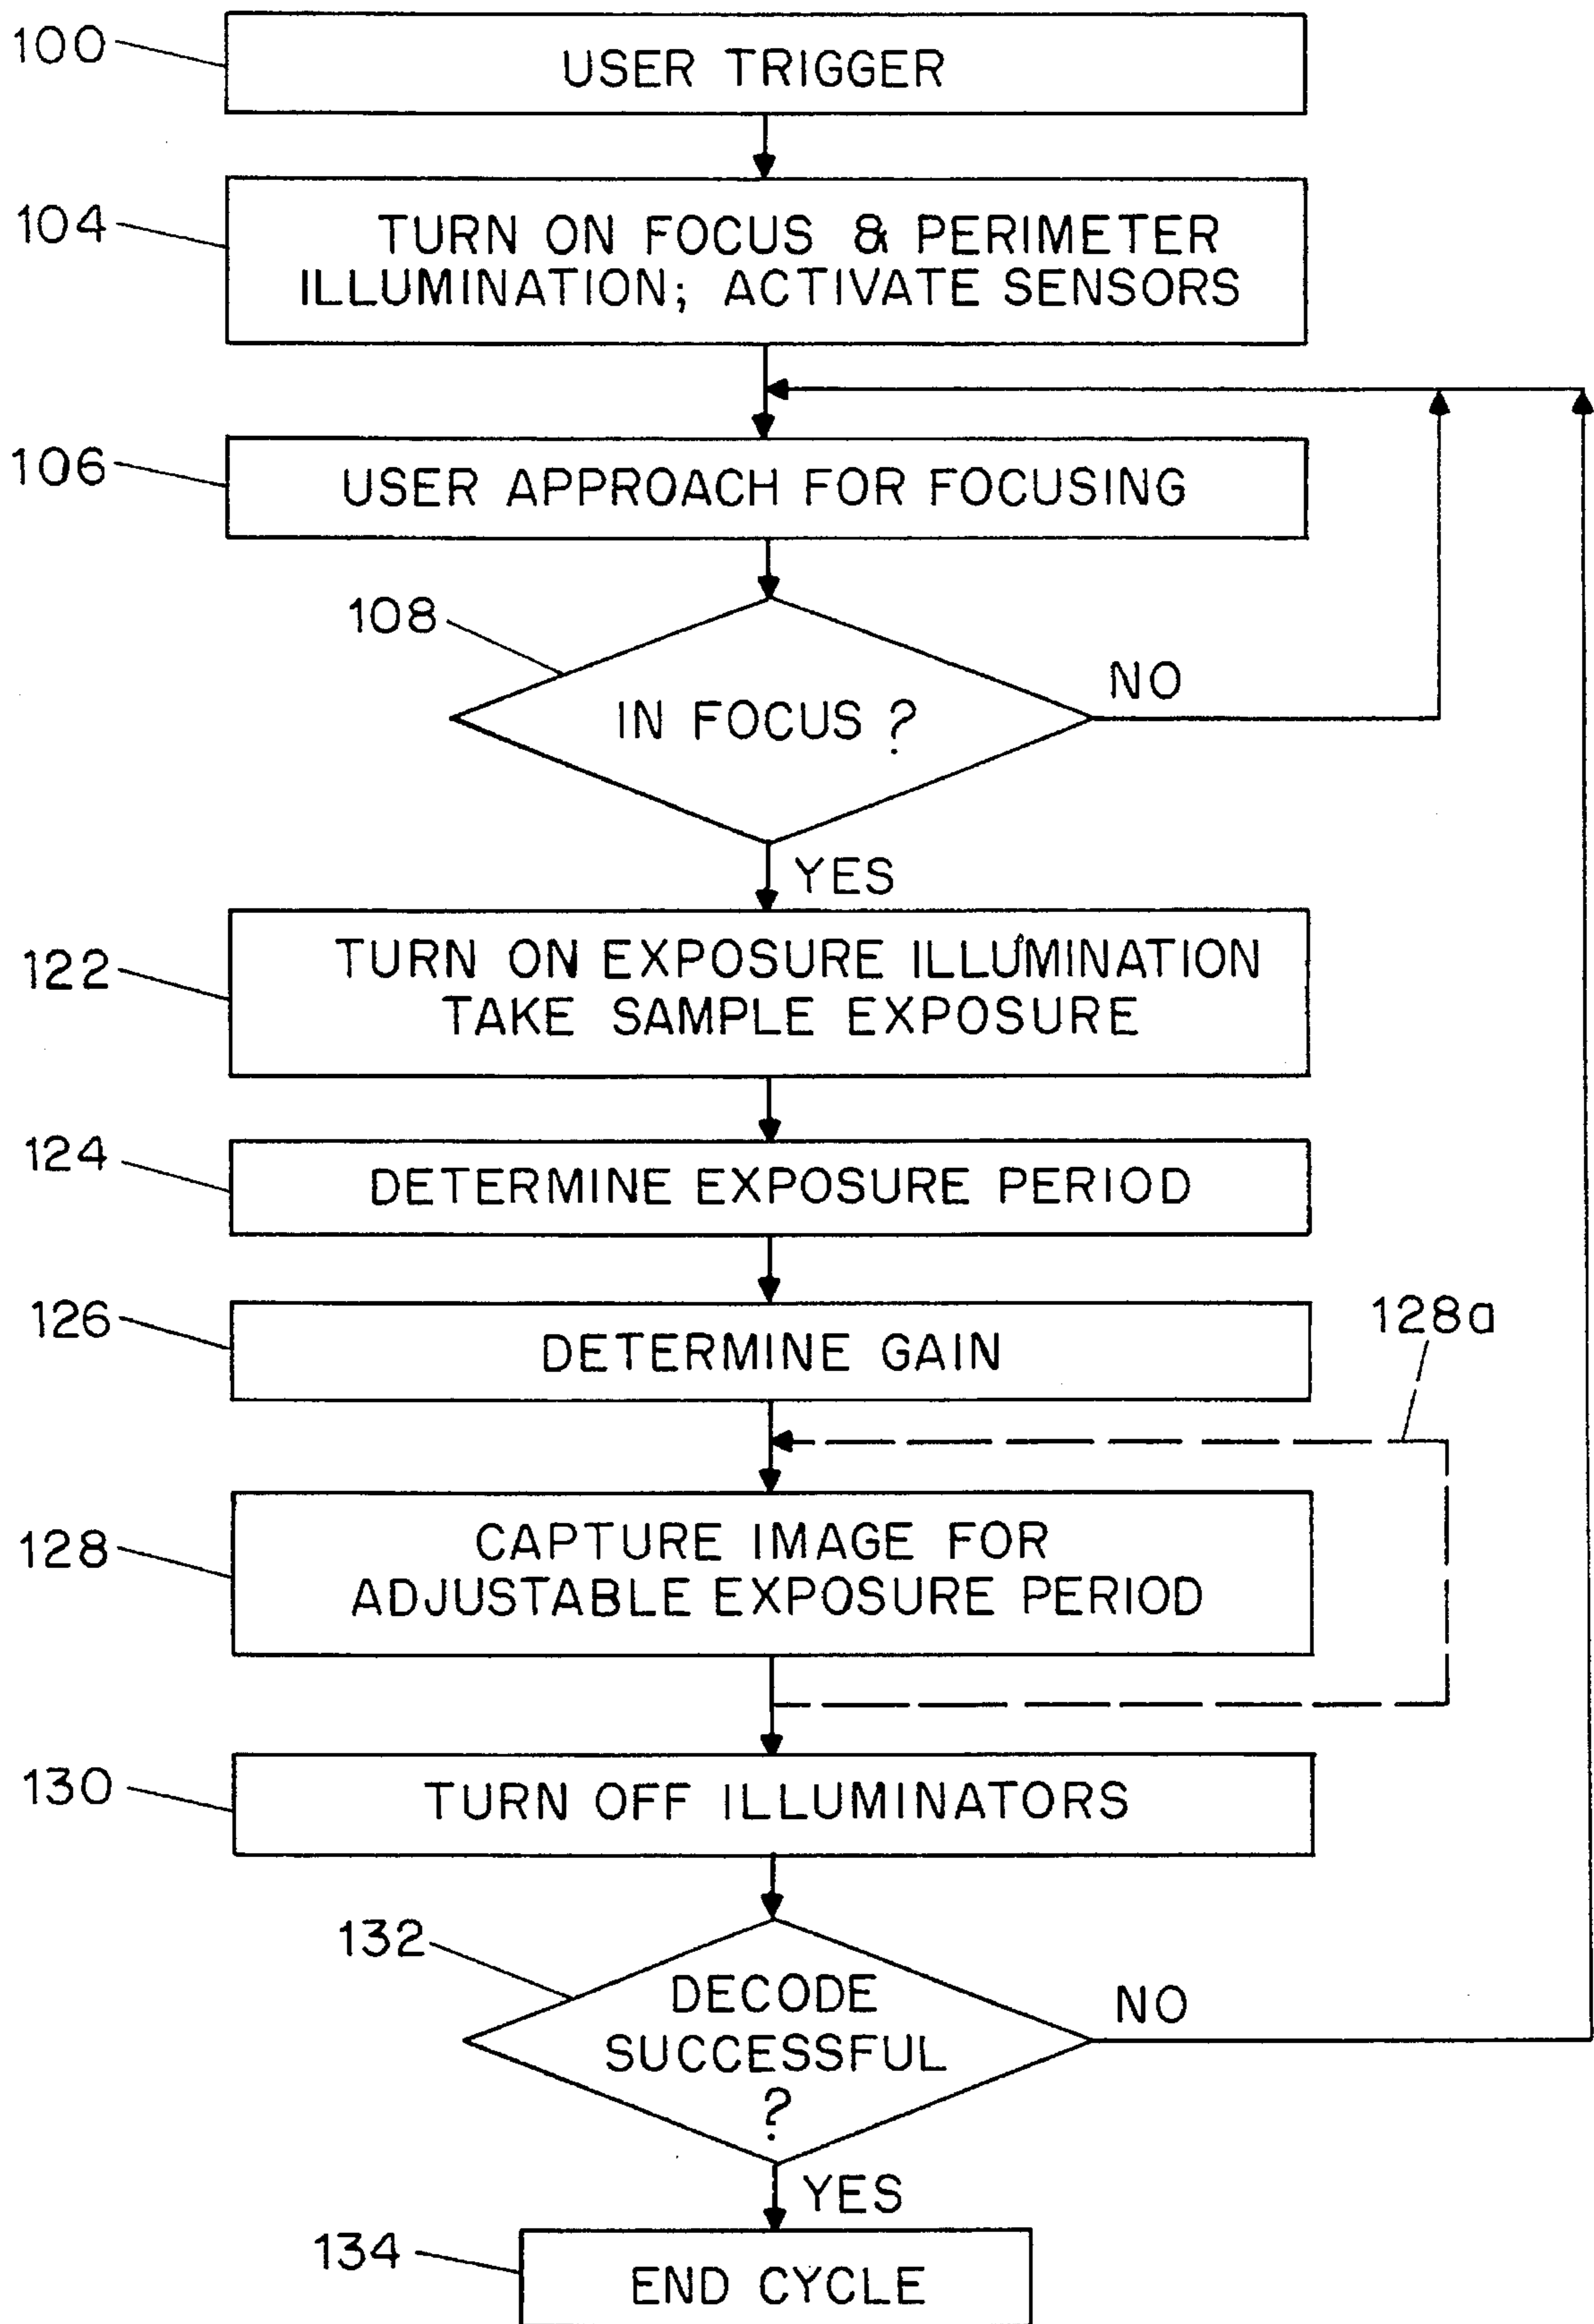 100
USER TRIGGER
104
TURN ON FOCUS & PERIMETER
ILLUMINATION; ACTIVATE SENSORS
106
USER APPROACH FOR FOCUSING
108
IN FOCUS ?
NO
YES
122
TURN ON EXPOSURE ILLUMINATION
TAKE SAMPLE EXPOSURE
124
DETERMINE EXPOSURE PERIOD
126
DETERMINE GAIN
128a
128
CAPTURE IMAGE FOR
ADJUSTABLE EXPOSURE PERIOD
130
TURN OFF ILLUMINATORS
132
DECODE
SUCCESSFUL
?
NO
YES
134
END CYCLE